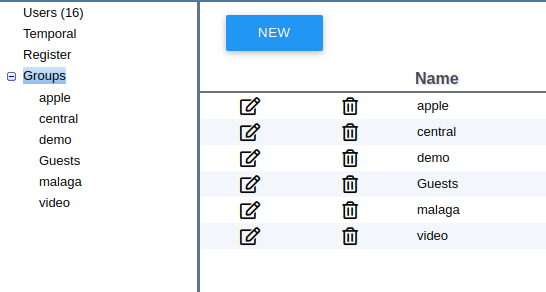 Users (16)
Temporal
Register
Groups
apple
central
demo
Guests
malaga
video
NEW
Name
apple
central
demo
Guests
malaga
video